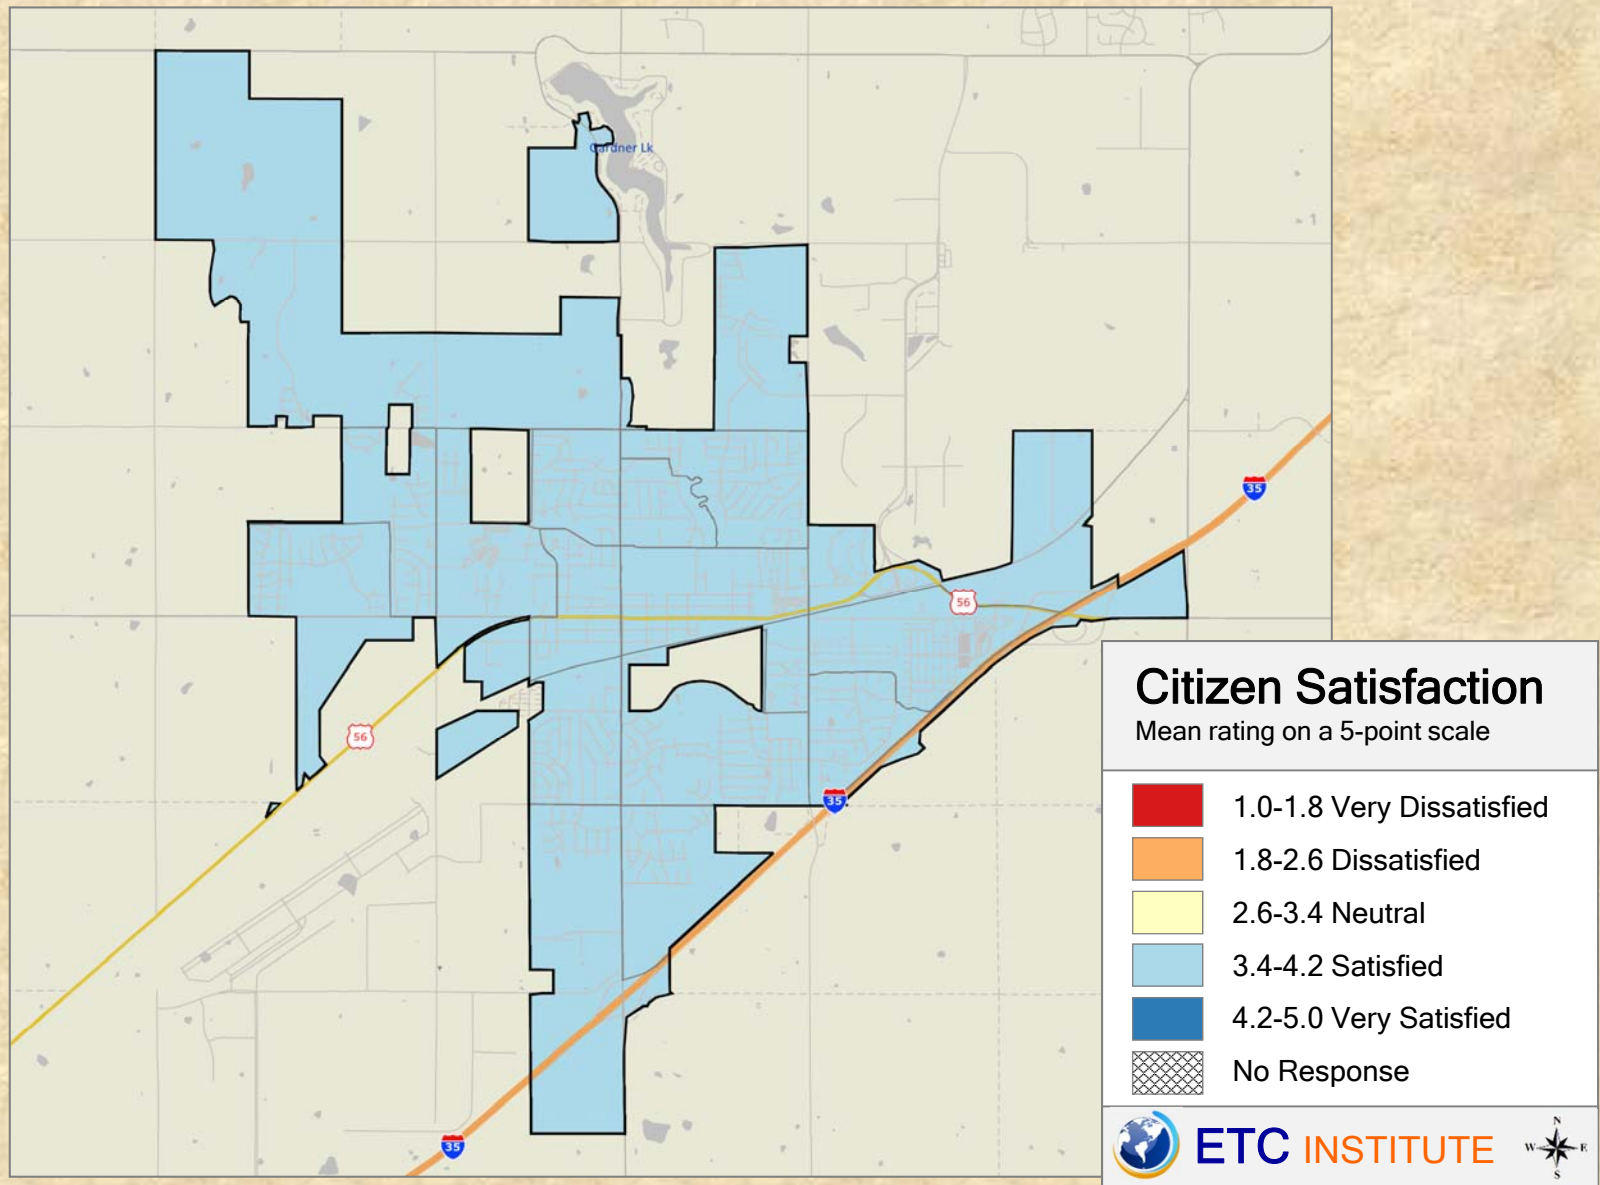 Gardner Lk
1
35
56
56
35
35
Citizen Satisfaction
Mean rating on a 5-point scale
1.0-1.8 Very Dissatisfied
1.8-2.6 Dissatisfied
2.6-3.4 Neutral
3.4-4.2 Satisfied
4.2-5.0 Very Satisfied
No Response
ETC INSTITUTE
N
W E
S